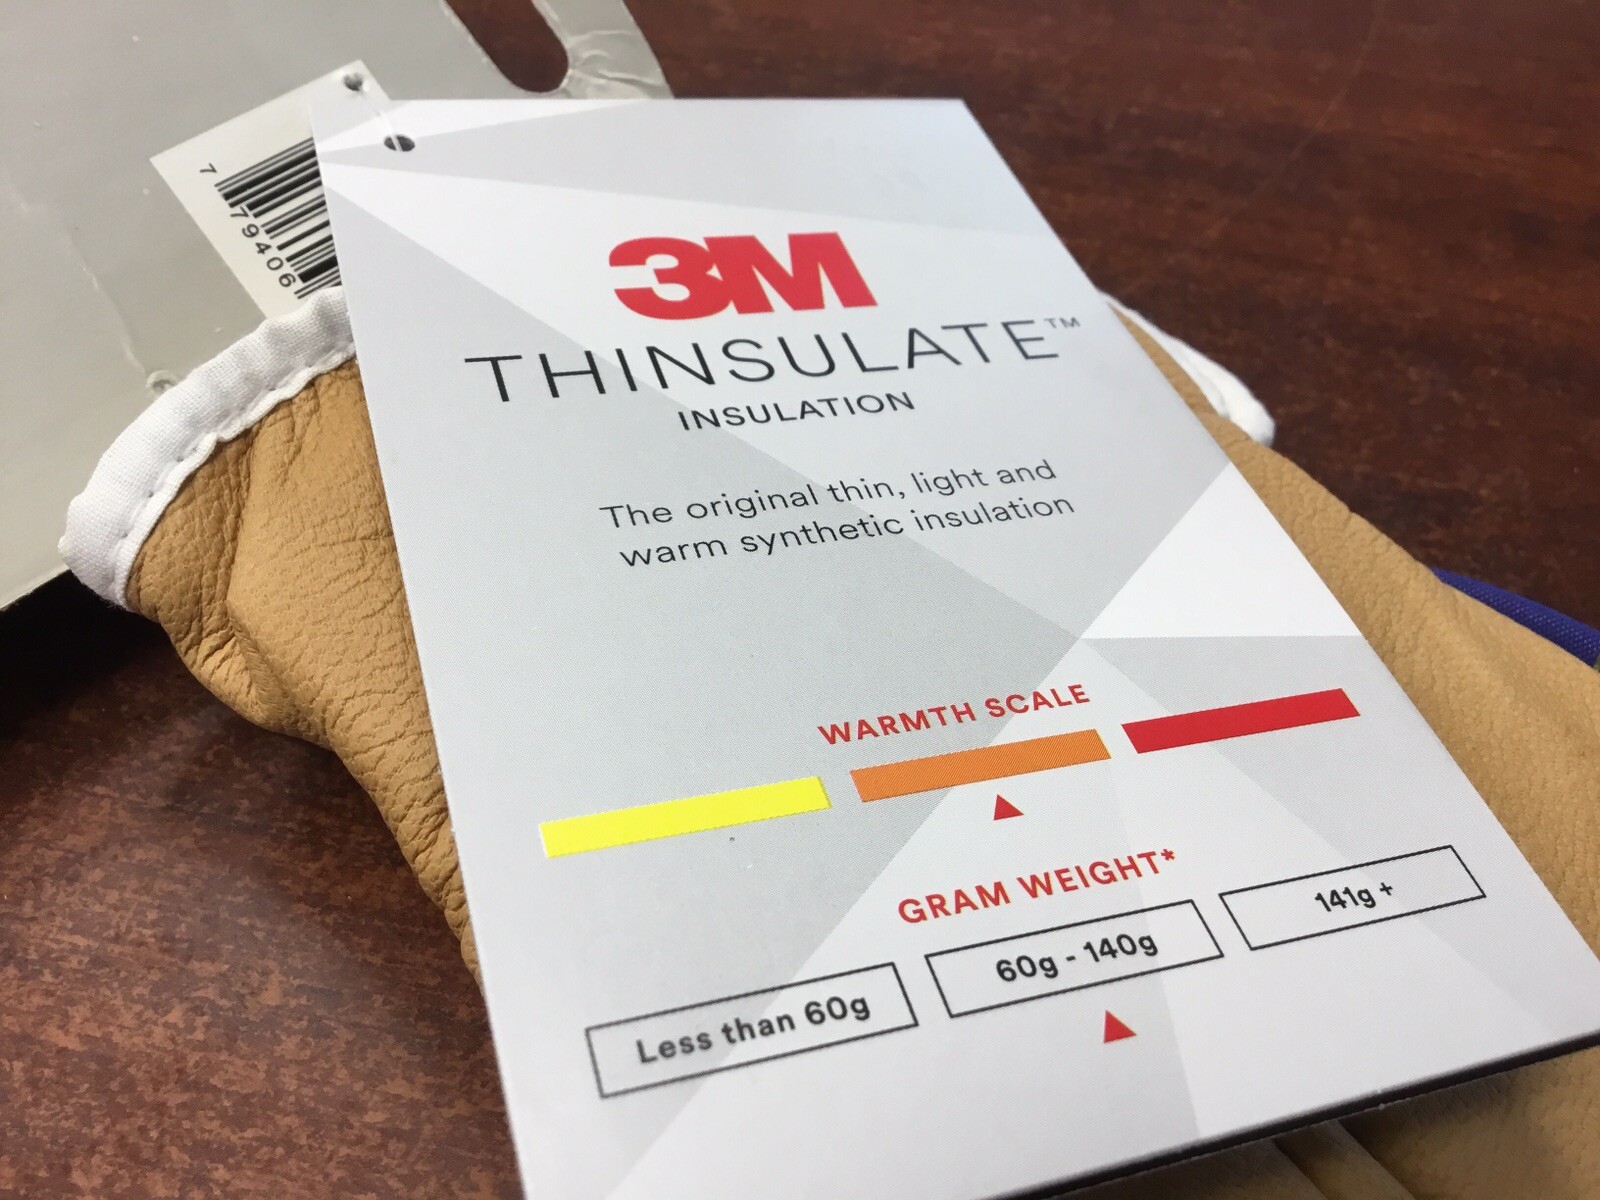 7
79406
3M
THINSULATE™
INSULATION
The original thin, light and
warm synthetic insulation
WARMTH SCALE
GRAM WEIGHT*
Less than 60g
60g - 140g
141g +